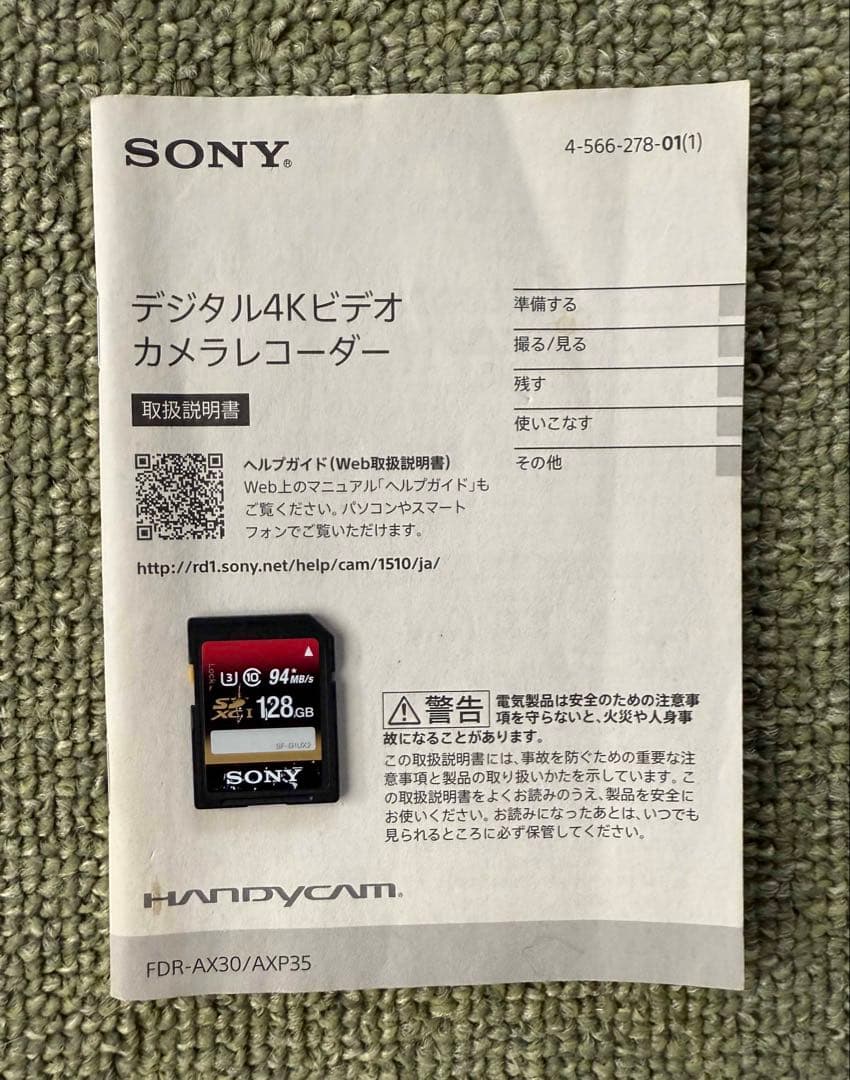 SONY®
4-566-278-01(1)
デジタル4Kビデオ
カメラレコーダー
取扱説明書
準備する
撮る/見る
残す
使いこなす
その他
ヘルプガイド(Web取扱説明書)
Web上のマニュアル「ヘルプガイド」も
ご覧ください。パソコンやスマート
フォンでご覧いただけます。
http://rd1.sony.net/help/cam/1510/ja/
LOCK
3 10 94*MB/s
SD XC I 128GB
SF-G1UX2
SONY
警告 電気製品は安全のための注意事
項を守らないと、火災や人身事
故になることがあります。
この取扱説明書には、事故を防ぐための重要な注
意事項と製品の取り扱いかたを示しています。こ
の取扱説明書をよくお読みのうえ、製品を安全に
お使いください。お読みになったあとは、いつでも
見られるところに必ず保管してください。
HANDYCAM®
FDR-AX30/AXP35